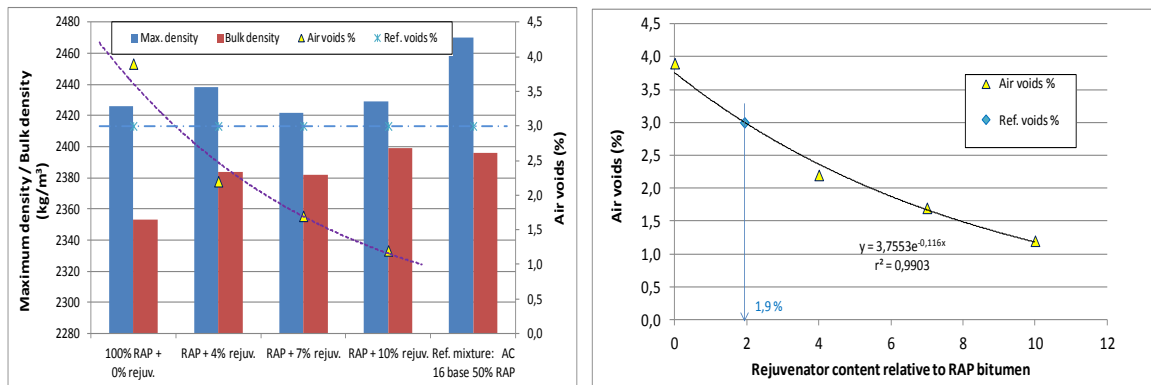 2480
2460
2440
2420
2400
2380
2360
2340
2320
2300
2280
Maximum density / Bulk density
(kg/m³)
Max. density
Bulk density
Air voids %
Ref. voids %
4,5
4,0
3,5
3,0
2,5
2,0
1,5
1,0
0,5
0,0
Air voids (%)
100% RAP +
0% rejuv.
RAP + 4% rejuv.
RAP + 7% rejuv.
RAP + 10% rejuv.
Ref. mixture: AC
16 base 50% RAP
4,0
3,5
3,0
2,5
2,0
1,5
1,0
0,5
0,0
Air voids (%)
Air voids %
Ref. voids %
y = 3,7553e^-0,116x
r² = 0,9903
1,9 %
0 2 4 6 8 10 12
Rejuvenator content relative to RAP bitumen